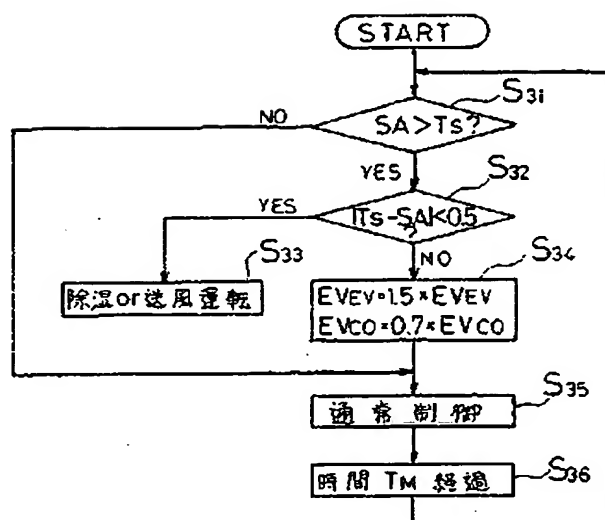 START
S31
SA>Ts?
NO
YES
S32
|Ts-SA|<0.5
?
YES
NO
S33
除湿or送風運転
S34
EVEV=1.5*EVEV
EVCO=0.7*EVCO
S35
通常制御
S36
時間 TM 経過